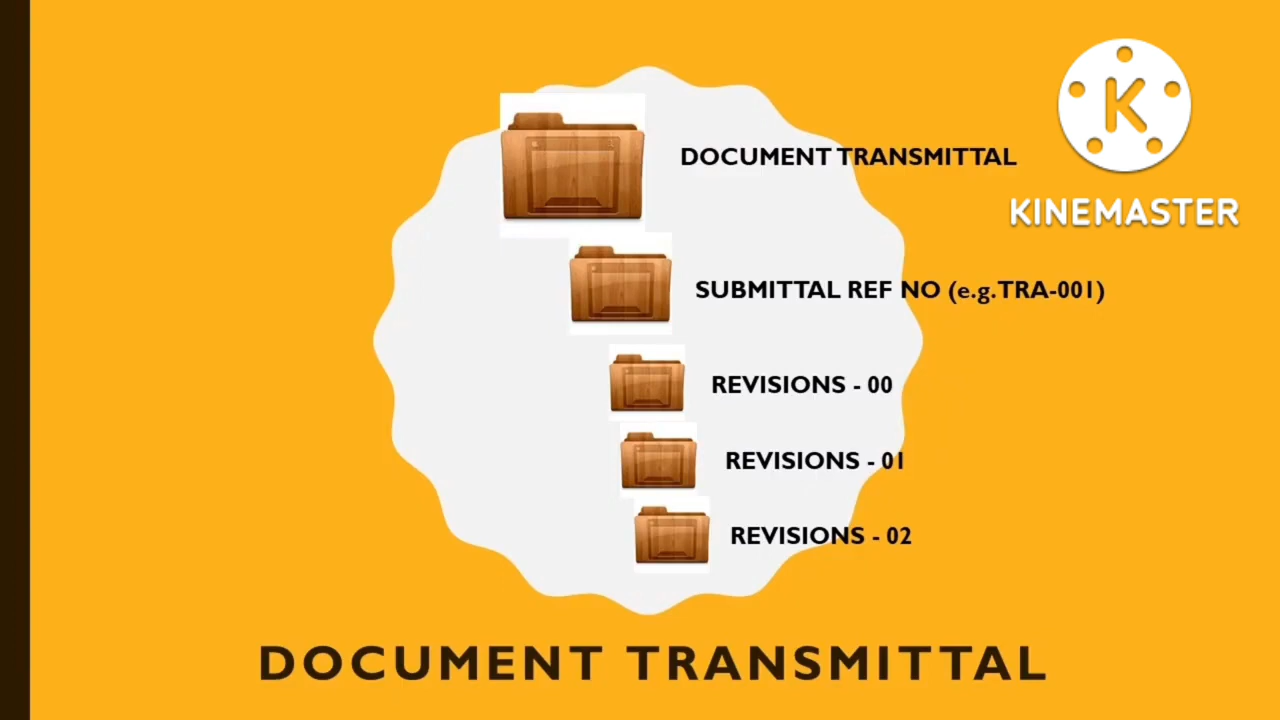 DOCUMENT TRANSMITTAL
KINEMASTER
SUBMITTAL REF NO (e.g.TRA-001)
REVISIONS - 00
REVISIONS - 01
REVISIONS - 02
DOCUMENT TRANSMITTAL